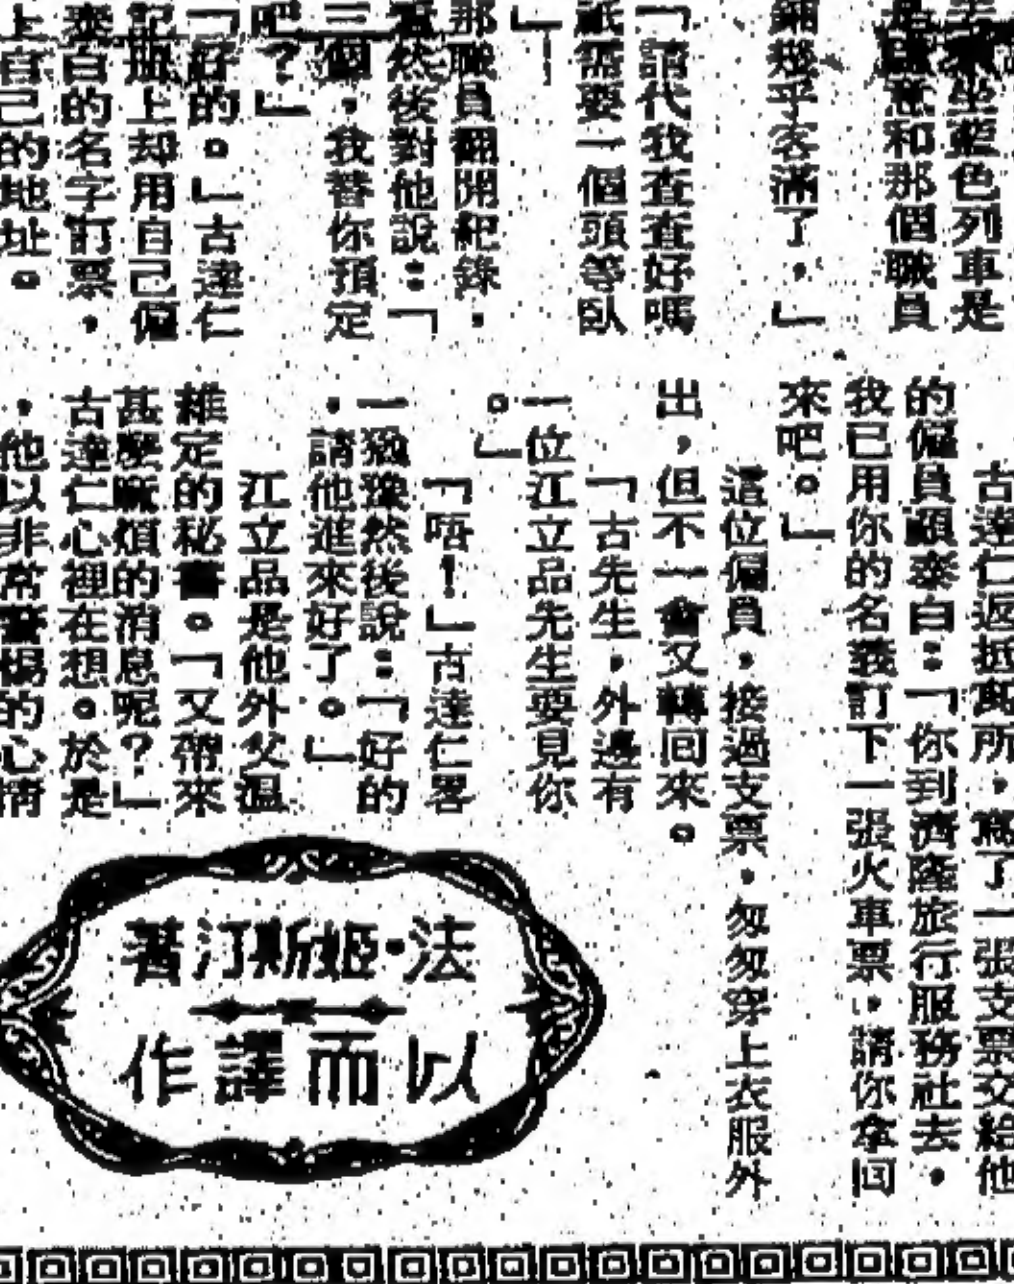 去乘坐藍色列車是
意和那個職員
幾乎客滿了，」
「請代我查查好嗎
祇需要一個頭等臥
」
那職員翻開紀錄，
看然後對他說：「
三個，我替你預定
吧？」
「好的。」古達仁
記册上却用自己僱
泰白的名字訂票，
上自己的地址。
古達仁返抵寓所，寫了一張支票交給他
的僱員顧泰白：「你到濟隆旅行服務社去，
我已用你的名義訂下一張火車票，請你拿回
來吧。」
這位僱員，接過支票，匆匆穿上衣服外
出，但不一會又轉回來。
「古先生，外邊有
一位江立品先生要見你
。」
「唔！」古達仁畧
一猶豫然後說：「好的
，請他進來好了。」
江立品是他外父溫
雅定的秘書。「又帶來
甚麼厭煩的消息呢？」
古達仁心裡在想。於是
，他以非常警惕的心情
法·姬斯汀著
以而譯作